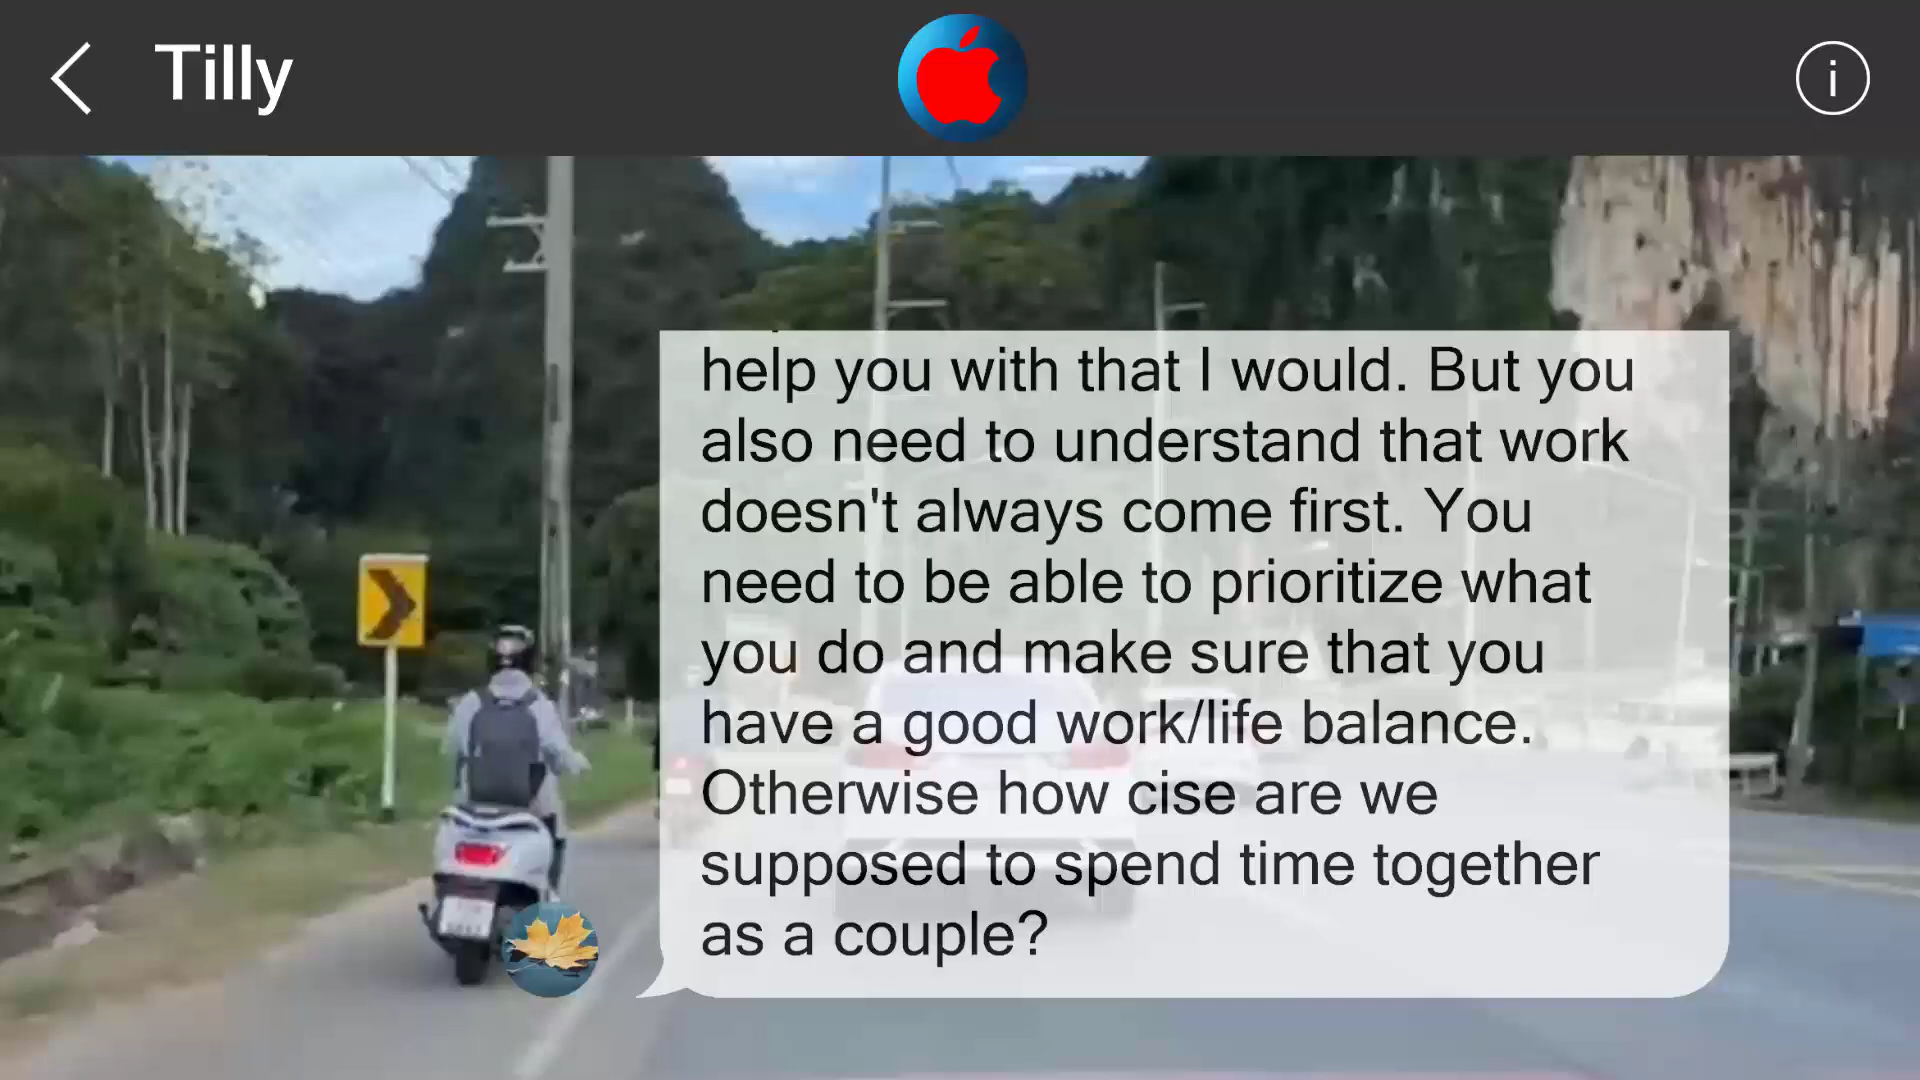 Tilly
i
help you with that I would. But you
also need to understand that work
doesn't always come first. You
need to be able to prioritize what
you do and make sure that you
have a good work/life balance.
Otherwise how cise are we
supposed to spend time together
as a couple?